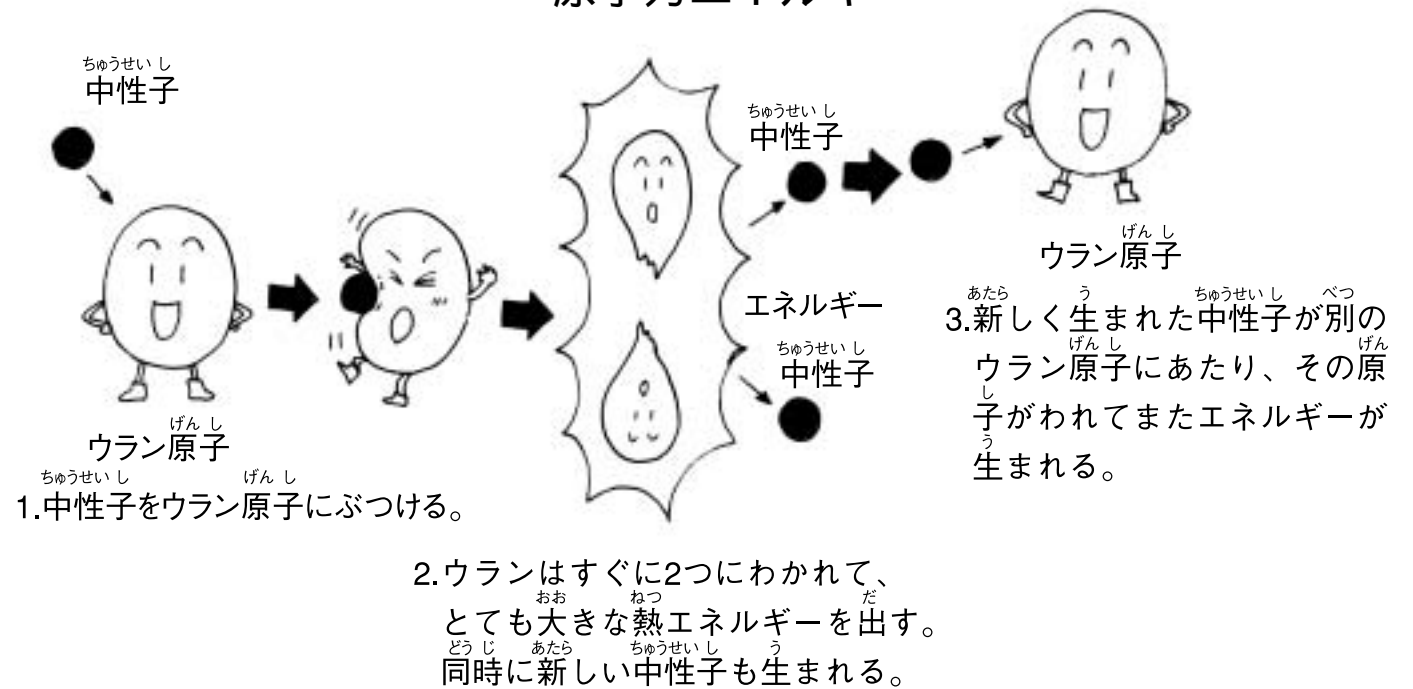 中性子
ウラン原子
1.中性子をウラン原子にぶつける。
2.ウランはすぐに2つにわかれて、
とても大きな熱エネルギーを出す。
同時に新しい中性子も生まれる。
中性子
エネルギー
中性子
ウラン原子
3.新しく生まれた中性子が別の
ウラン原子にあたり、その原
子がわれてまたエネルギーが
生まれる。